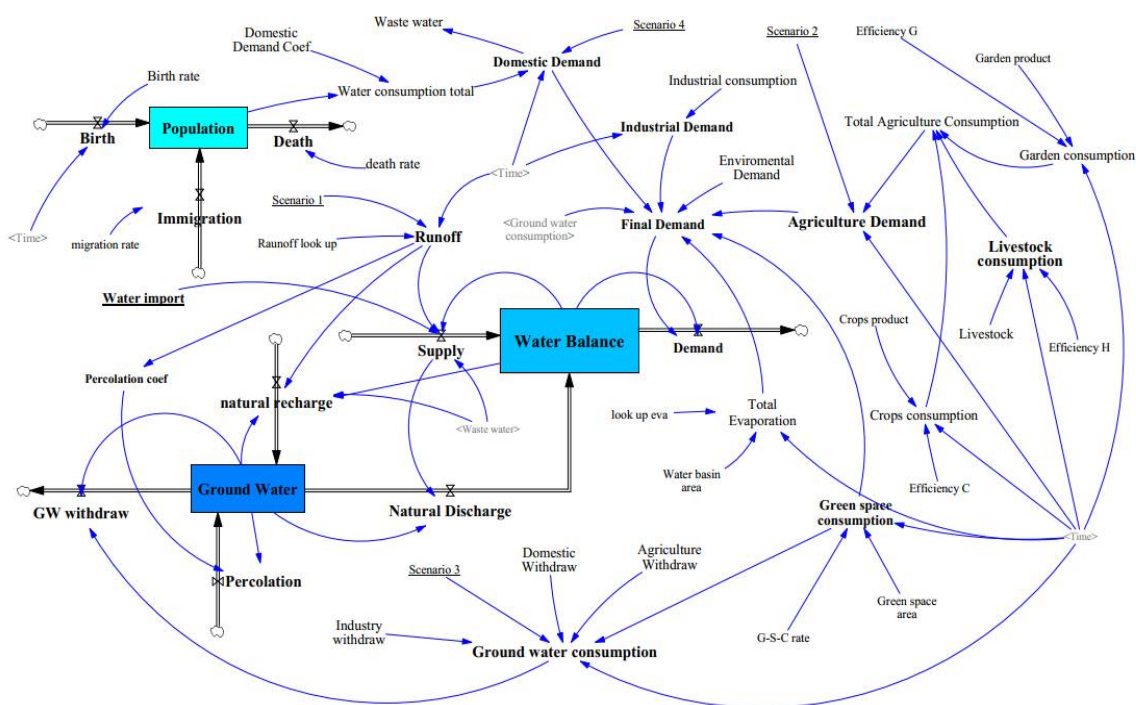 Waste water
Scenario 4
Domestic
Demand Coef
Domestic Demand
Scenario 2
Efficiency G
Garden product
Birth rate
Water consumption total
Industrial consumption
Population
Birth
Death
Industrial Demand
Total Agriculture Consumption
Garden consumption
death rate
<Time>
Enviromental
Demand
Scenario 1
Immigration
<Ground water
consumption>
Final Demand
Agriculture Demand
<Time>
migration rate
Raunoff look up
Runoff
Livestock
consumption
Water import
Crops product
Livestock
Efficiency H
Water Balance
Supply
Demand
Percolation coef
natural recharge
<Waste water>
look up eva
Total
Evaporation
Crops consumption
Water basin
area
Efficiency C
Ground Water
GW withdraw
Natural Discharge
Green space
consumption
<Time>
Percolation
Scenario 3
Domestic
Withdraw
Agriculture
Withdraw
Green space
area
Industry
withdraw
G-S-C rate
Ground water consumption